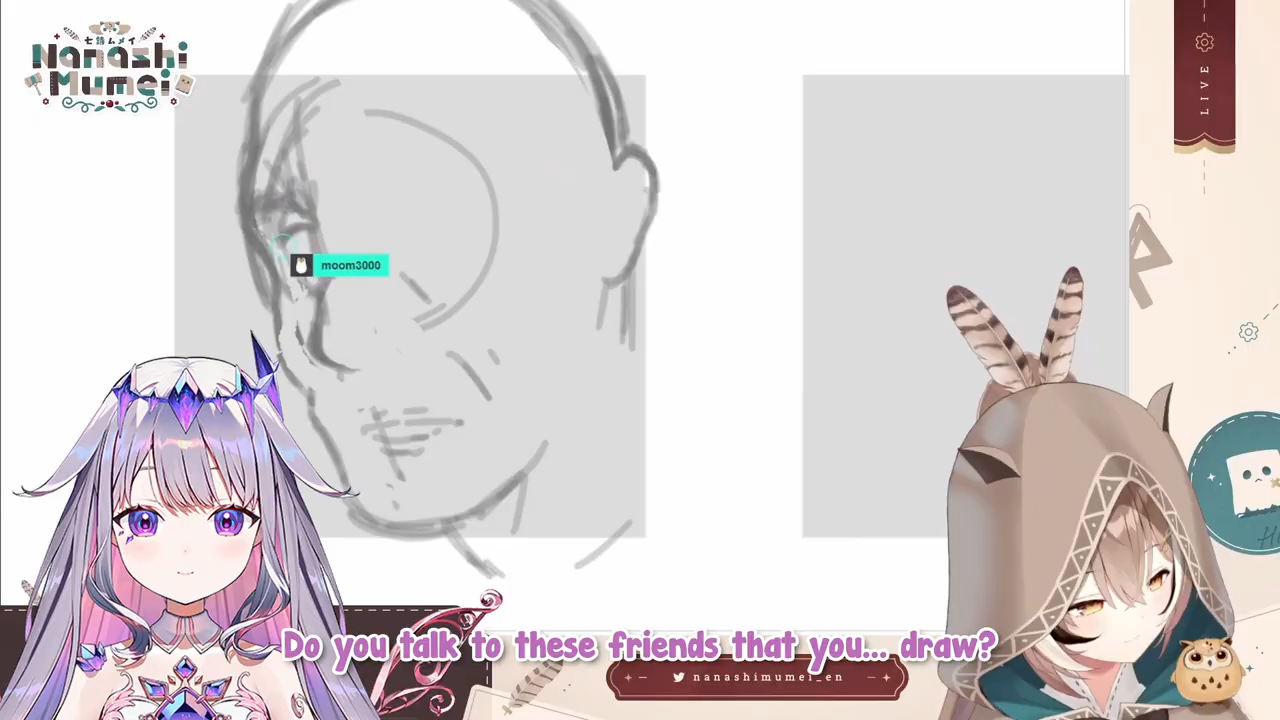 七詩ムメイ
Nanashi
Mumei
LIVE
moom3000
Do you talk to these friends that you... draw?
nanashimumei_en